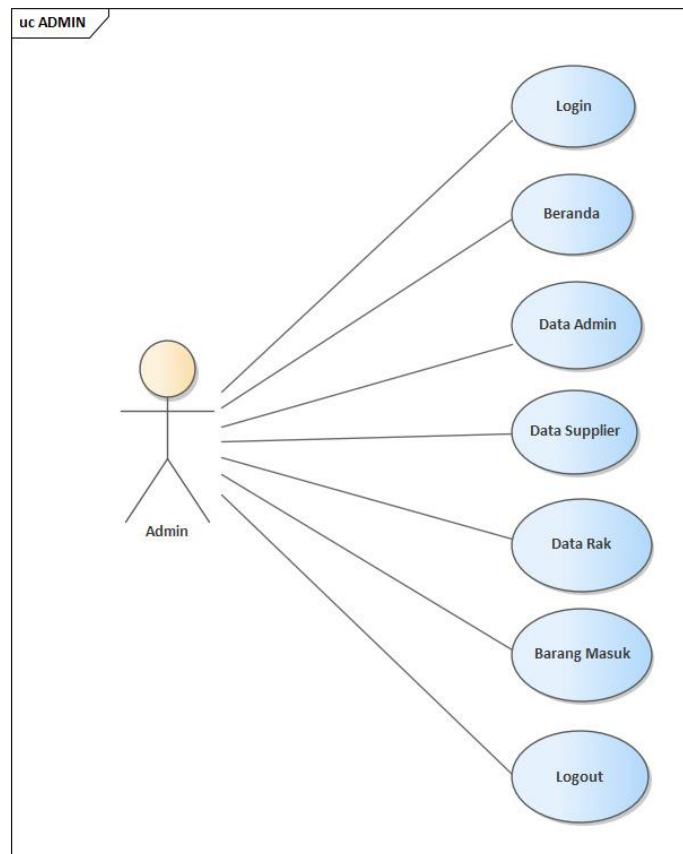 uc ADMIN
Login
Beranda
Data Admin
Data Supplier
Data Rak
Admin
Barang Masuk
Logout